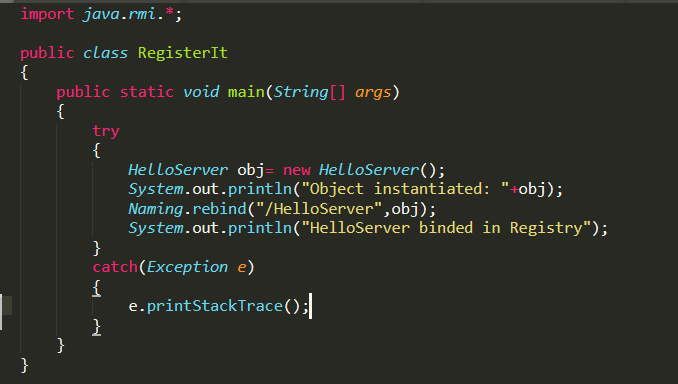 import java.rmi.*;
public class RegisterIt
{
public static void main(String[] args)
{
try
{
HelloServer obj= new HelloServer();
System.out.println("Object instantiated: "+obj);
Naming.rebind("/HelloServer",obj);
System.out.println("HelloServer binded in Registry");
}
catch(Exception e)
{
e.printStackTrace();
}
}
}